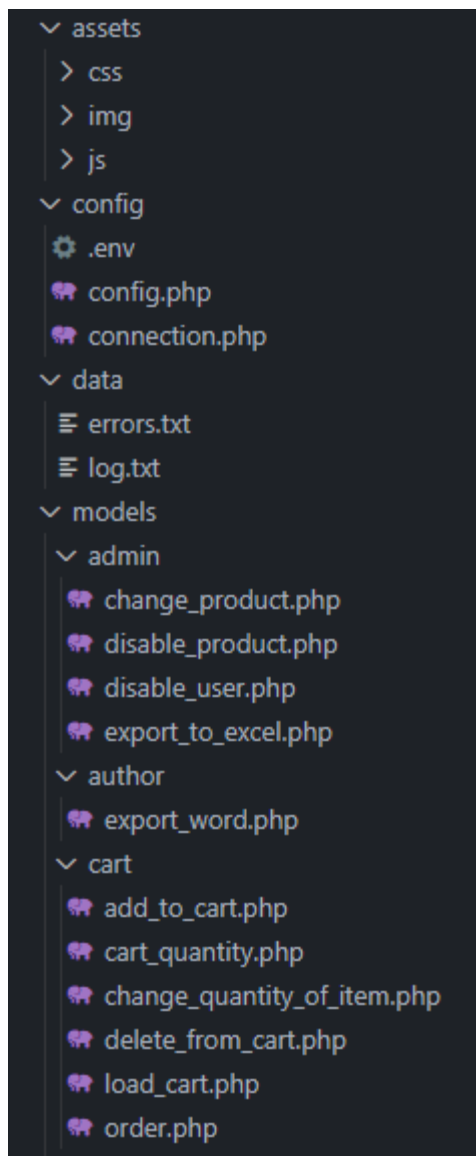 assets
css
img
js
config
.env
config.php
connection.php
data
errors.txt
log.txt
models
admin
change_product.php
disable_product.php
disable_user.php
export_to_excel.php
author
export_word.php
cart
add_to_cart.php
cart_quantity.php
change_quantity_of_item.php
delete_from_cart.php
load_cart.php
order.php